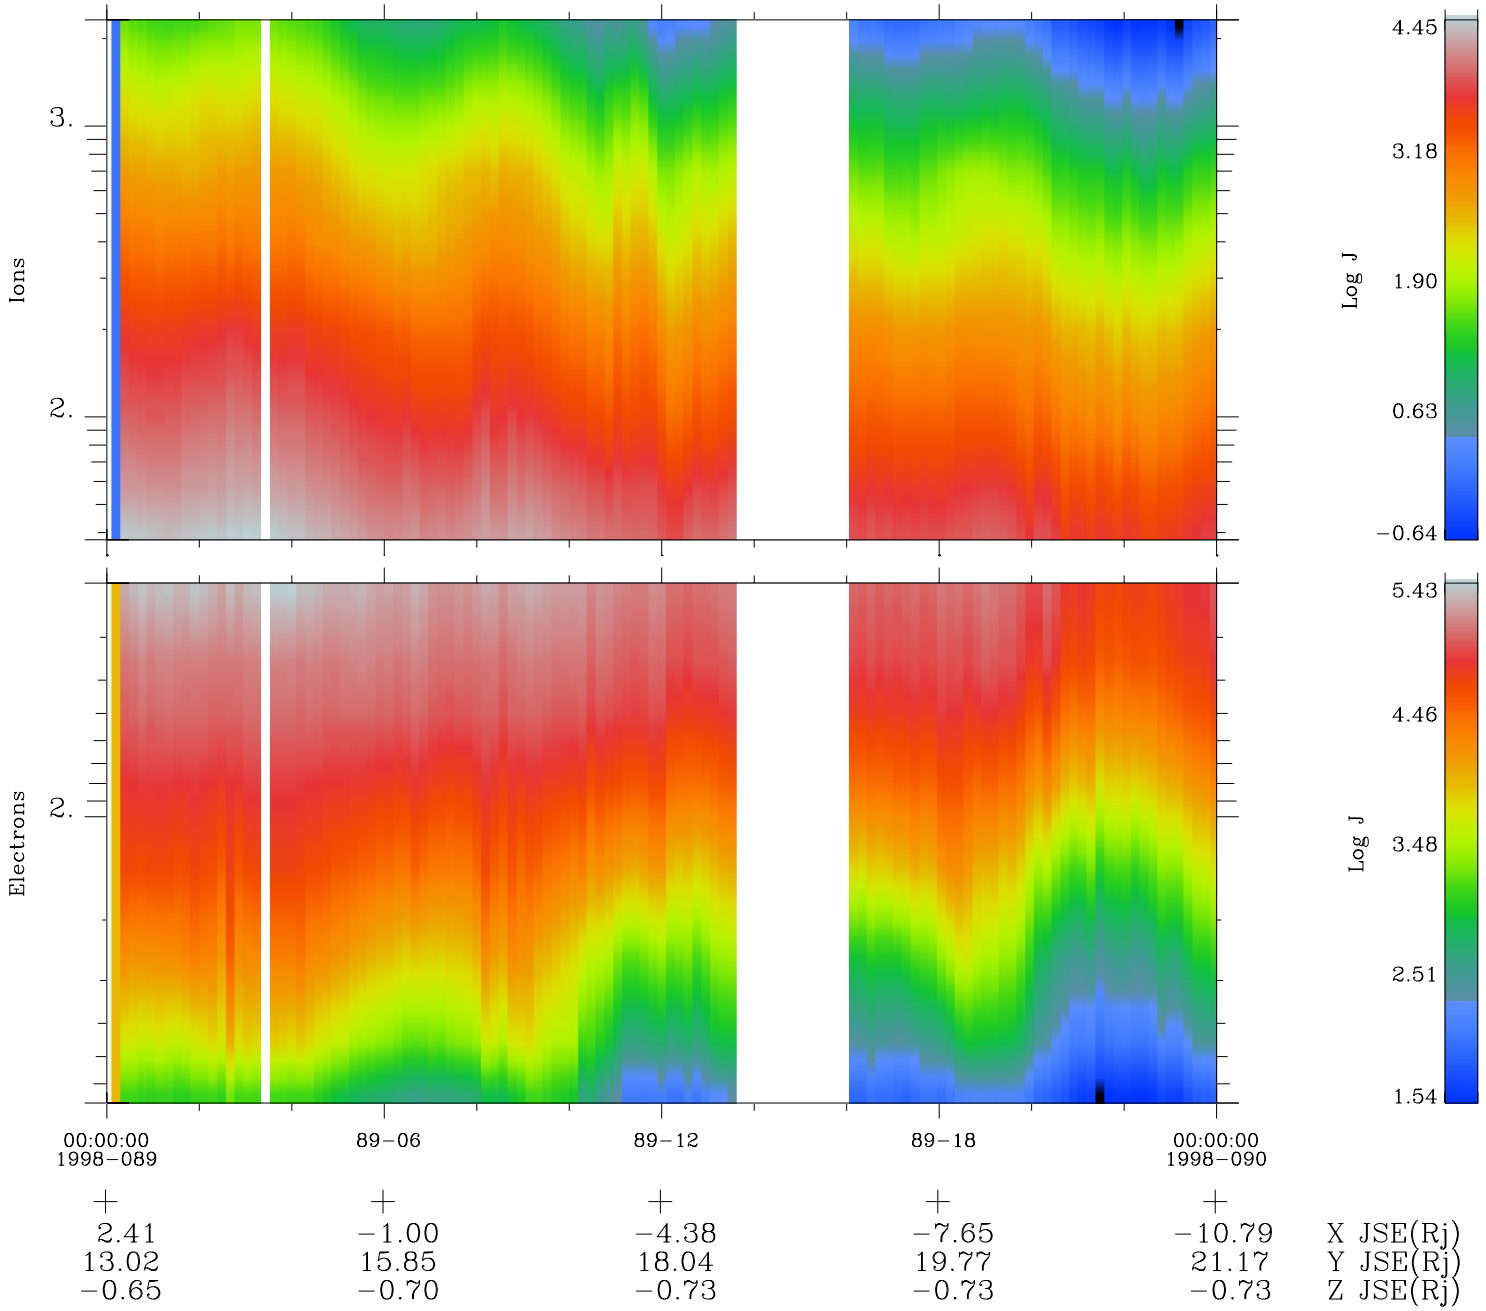 4.45
3.
3.18
Ions
Log J
1.90
2.
0.63
−0.64
5.43
4.46
Electrons
2.
Log J
3.48
2.51
1.54
00:00:00 89−06 89−12 89−18 00:00:00
1998−089 1998−090
2.41 −1.00 −4.38 −7.65 −10.79 X JSE(Rj)
13.02 15.85 18.04 19.77 21.17 Y JSE(Rj)
−0.65 −0.70 −0.73 −0.73 −0.73 Z JSE(Rj)